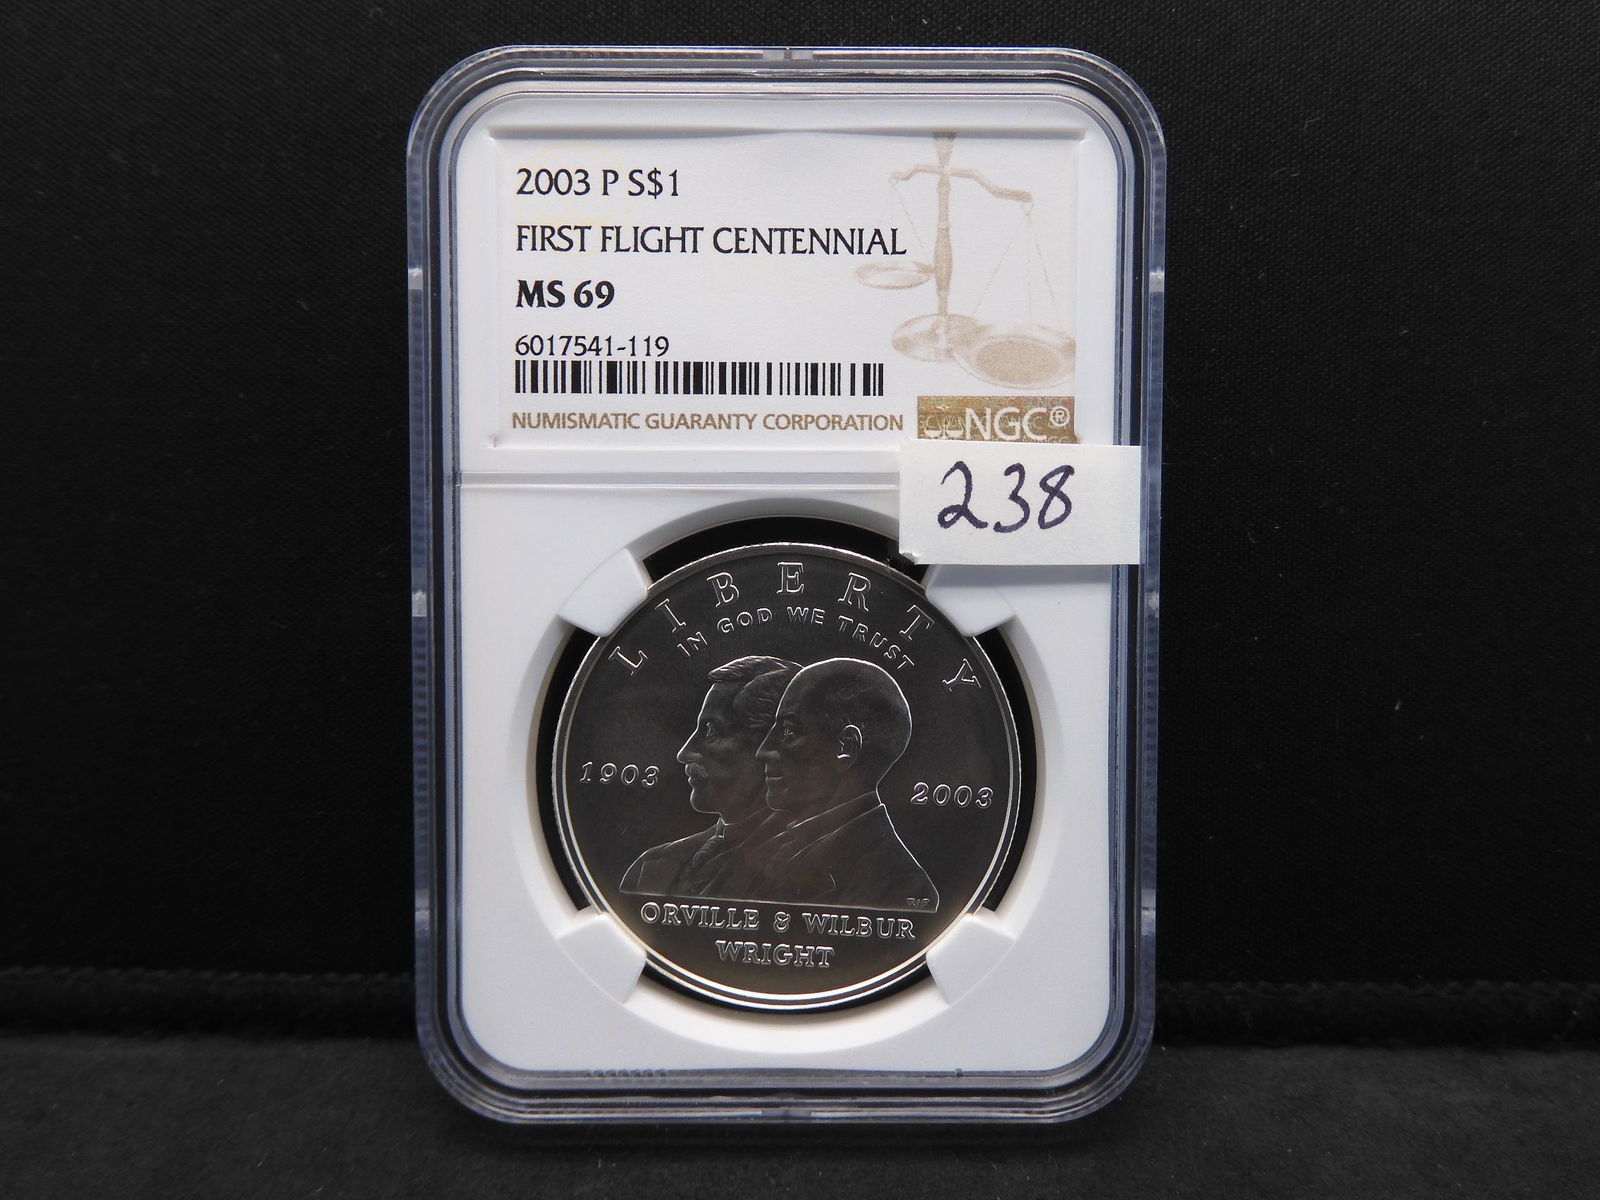 2003 P S$1
FIRST FLIGHT CENTENNIAL
MS 69
6017541-119
NUMISMATIC GUARANTY CORPORATION
NGC®
238
LIBERTY
IN GOD WE TRUST
1903
2003
ORVILLE & WILBUR
WRIGHT